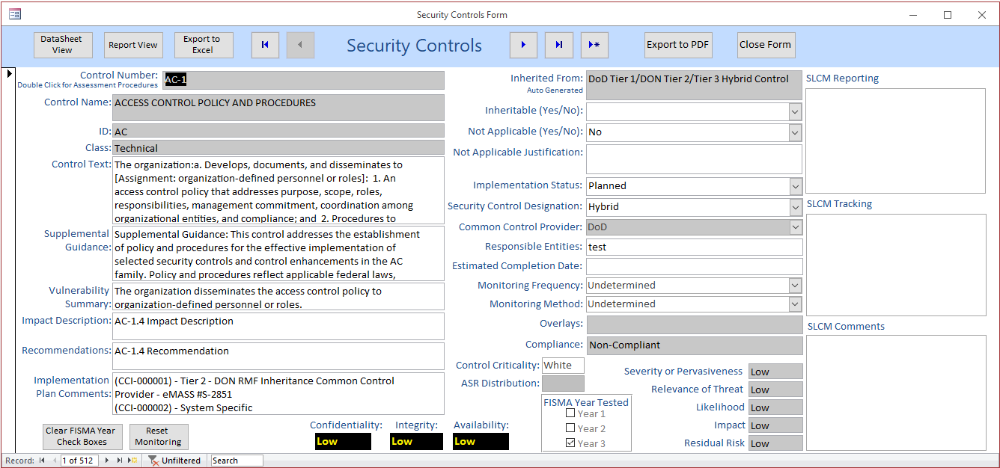 Security Controls Form
DataSheet
View
Report View
Export to
Excel
Security Controls
Export to PDF
Close Form
Control Number:
Double Click for Assessment Procedures
AC-1
Control Name:
ACCESS CONTROL POLICY AND PROCEDURES
ID:
AC
Class:
Technical
Control Text:
The organization:a. Develops, documents, and disseminates to
[Assignment: organization-defined personnel or roles]:  1. An
access control policy that addresses purpose, scope, roles,
responsibilities, management commitment, coordination among
organizational entities, and compliance; and  2. Procedures to
Supplemental
Guidance:
Supplemental Guidance: This control addresses the establishment
of policy and procedures for the effective implementation of
selected security controls and control enhancements in the AC
family. Policy and procedures reflect applicable federal laws,
Vulnerability
Summary:
The organization disseminates the access control policy to
organization-defined personnel or roles.
Impact Description:
AC-1.4 Impact Description
Recommendations:
AC-1.4 Recommendation
Implementation
Plan Comments:
(CCI-000001) - Tier 2 - DON RMF Inheritance Common Control
Provider - eMASS #S-2851
(CCI-000002) - System Specific
Clear FISMA Year
Check Boxes
Reset
Monitoring
Confidentiality:
Low
Integrity:
Low
Availability:
Low
Inherited From:
Auto Generated
DoD Tier 1/DON Tier 2/Tier 3 Hybrid Control
Inheritable (Yes/No):
Not Applicable (Yes/No):
No
Not Applicable Justification:
Implementation Status:
Planned
Security Control Designation:
Hybrid
Common Control Provider:
DoD
Responsible Entities:
test
Estimated Completion Date:
Monitoring Frequency:
Undetermined
Monitoring Method:
Undetermined
Overlays:
Compliance:
Non-Compliant
Control Criticality:
White
ASR Distribution:
FISMA Year Tested
Year 1
Year 2
Year 3
Severity or Pervasiveness
Low
Relevance of Threat
Low
Likelihood
Low
Impact
Low
Residual Risk
Low
SLCM Reporting
SLCM Tracking
SLCM Comments
Record:
1 of 512
Unfiltered
Search